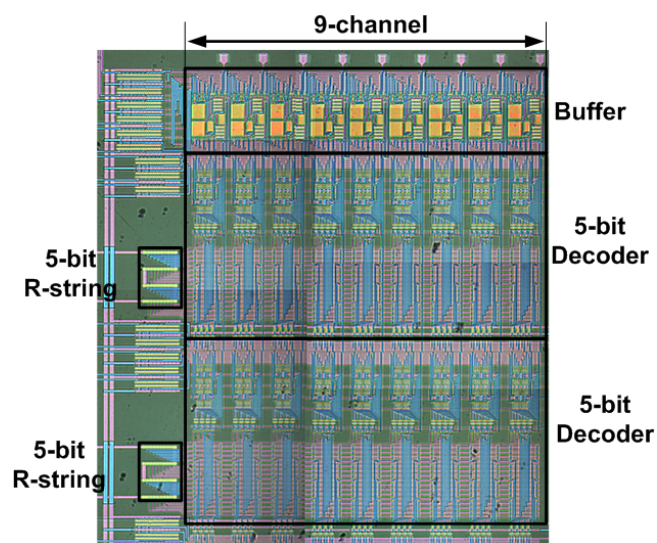 9-channel
Buffer
5-bit
Decoder
5-bit
R-string
5-bit
Decoder
5-bit
R-string